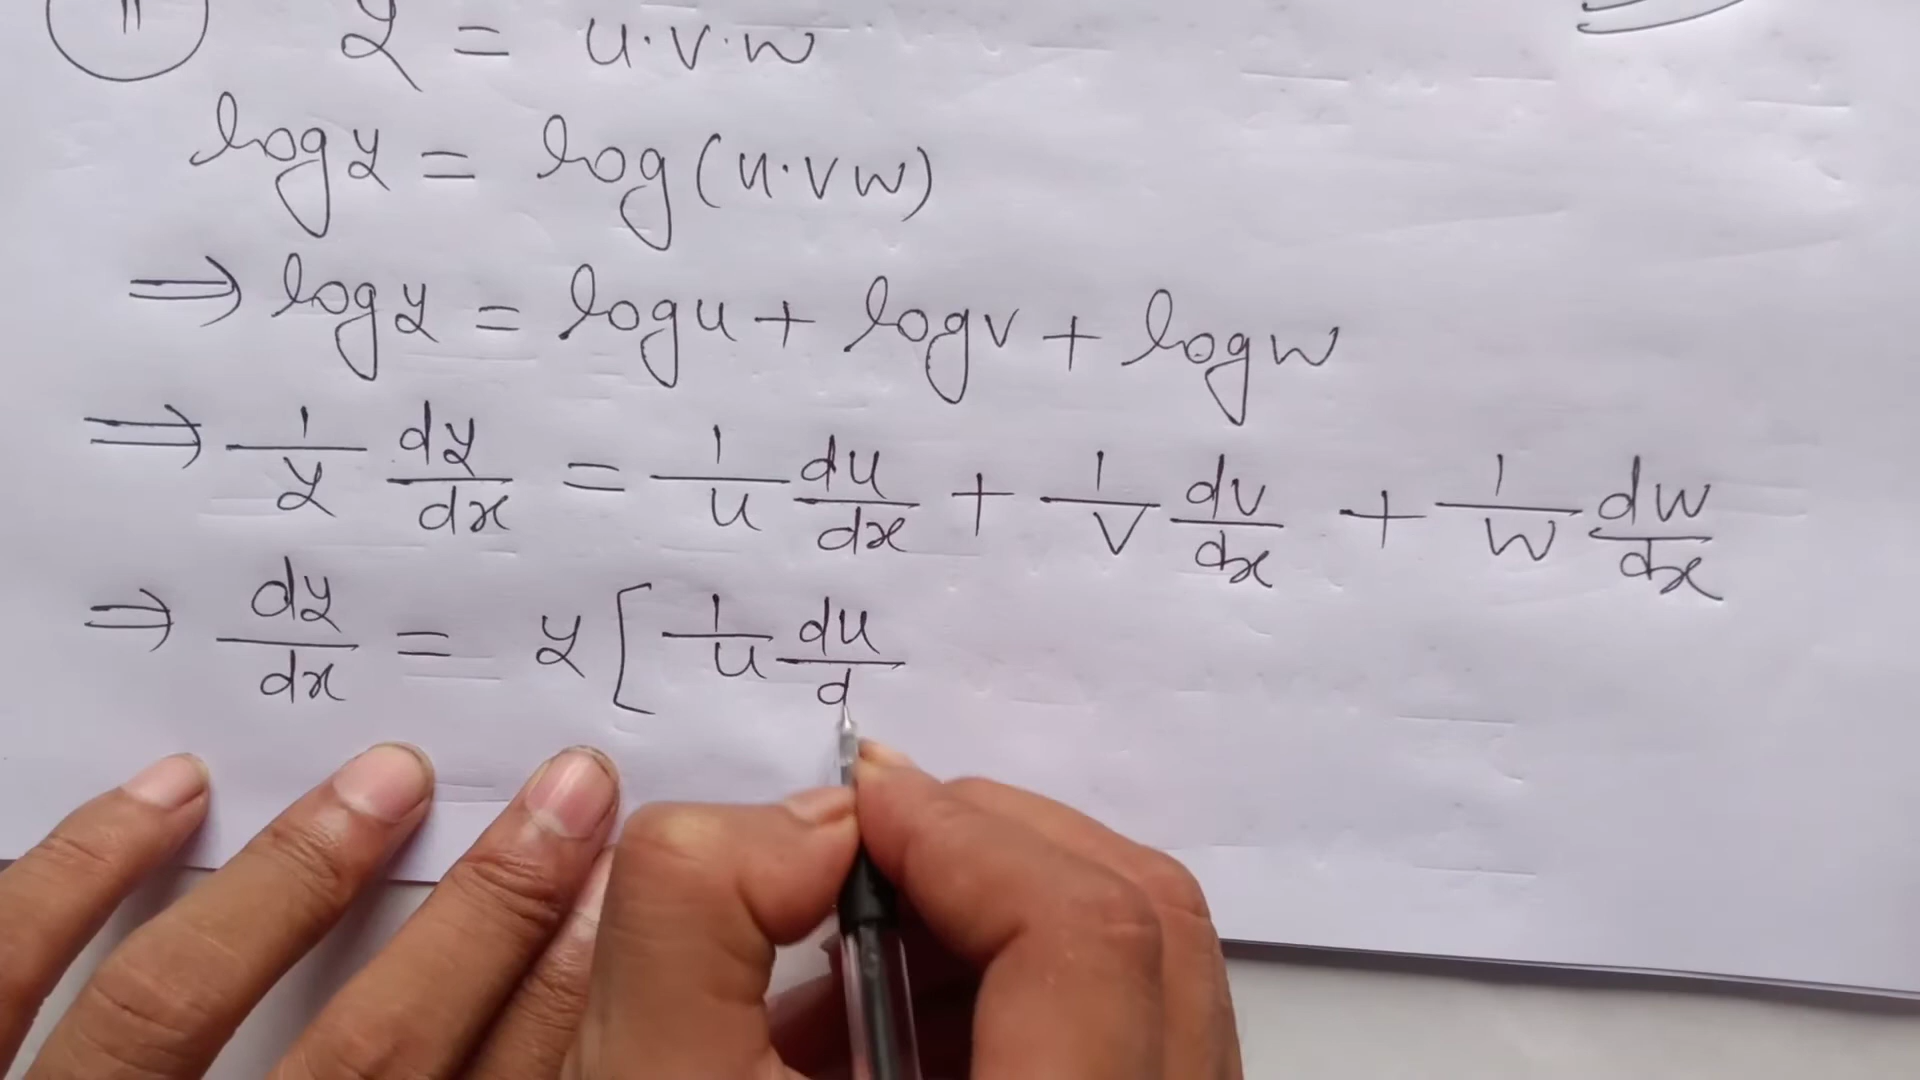 II y = u·v·w
log y = log (u·vw)
⇒ log y = log u + log v + log w
⇒ 1/y dy/dx = 1/u du/dx + 1/v dv/dx + 1/w dw/dx
⇒ dy/dx = y [ 1/u du/d